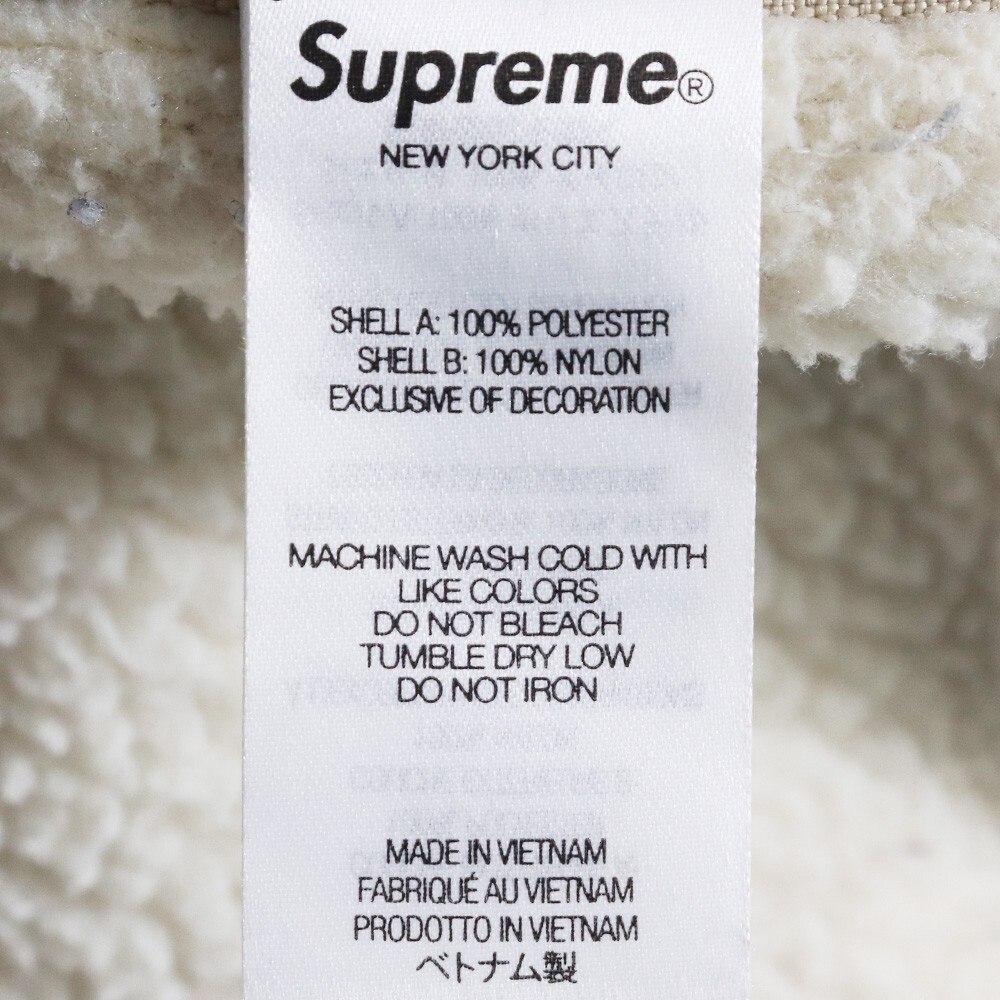 Supreme®
NEW YORK CITY
SHELL A: 100% POLYESTER
SHELL B: 100% NYLON
EXCLUSIVE OF DECORATION
MACHINE WASH COLD WITH
LIKE COLORS
DO NOT BLEACH
TUMBLE DRY LOW
DO NOT IRON
MADE IN VIETNAM
FABRIQUÉ AU VIETNAM
PRODOTTO IN VIETNAM
ベトナム製